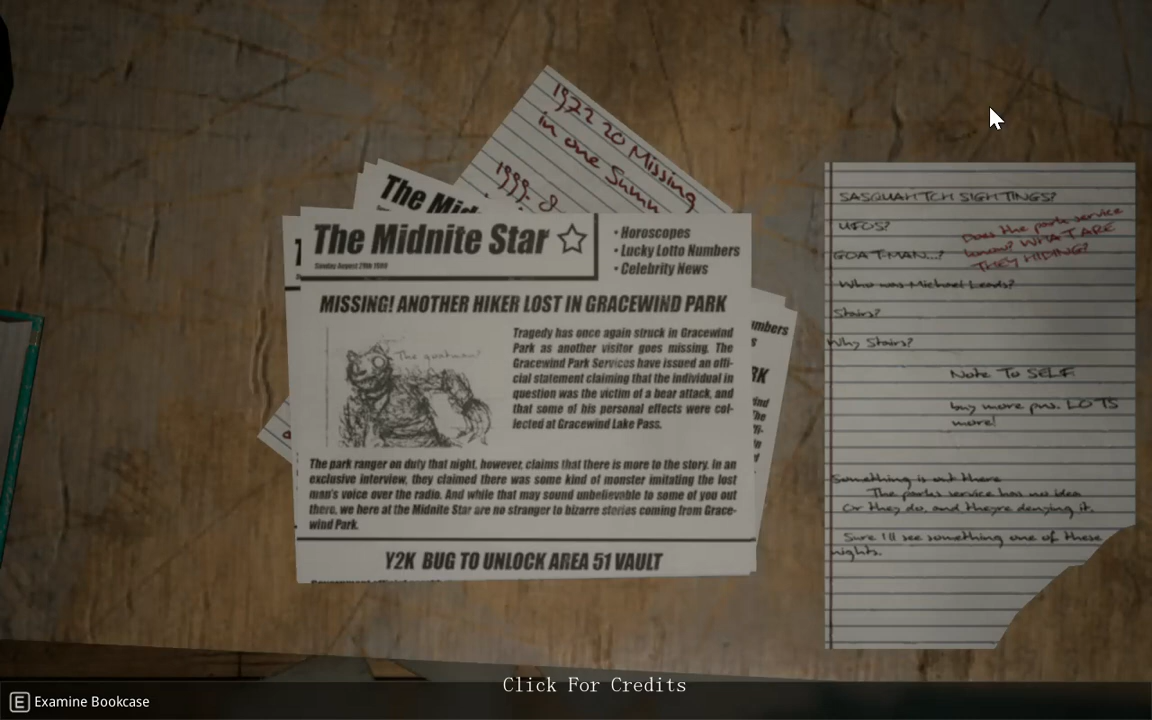 1972 20 Missing
in one Summ
1999- 8
The Mid
The Midnite Star
Sunday August 29th 1999
• Horoscopes
• Lucky Lotto Numbers
• Celebrity News
MISSING! ANOTHER HIKER LOST IN GRACEWIND PARK
The goatman?
Tragedy has once again struck in Gracewind
Park as another visitor goes missing. The
Gracewind Park Services have issued an offi-
cial statement claiming that the individual in
question was the victim of a bear attack, and
that some of his personal effects were col-
lected at Gracewind Lake Pass.
The park ranger on duty that night, however, claims that there is more to the story. In an
exclusive interview, they claimed there was some kind of monster imitating the lost
man's voice over the radio. And while that may sound unbelievable to some of you out
there, we here at the Midnite Star are no stranger to bizarre stories coming from Grace-
wind Park.
Y2K BUG TO UNLOCK AREA 51 VAULT
mbers
RK
SASQUAHTCH SIGHTINGS?
UFOS?
Does the park service
know? WHAT ARE
THEY HIDING?
GOATMAN...?
Who was Michael Leads?
Stairs?
Why Stairs?
Note To SELF
buy more pws. LOTS
more!
Something is out there
The parks service has no idea
Or they do, and they're denying it.
Sure I'll see something one of these
nights.
Click For Credits
E Examine Bookcase